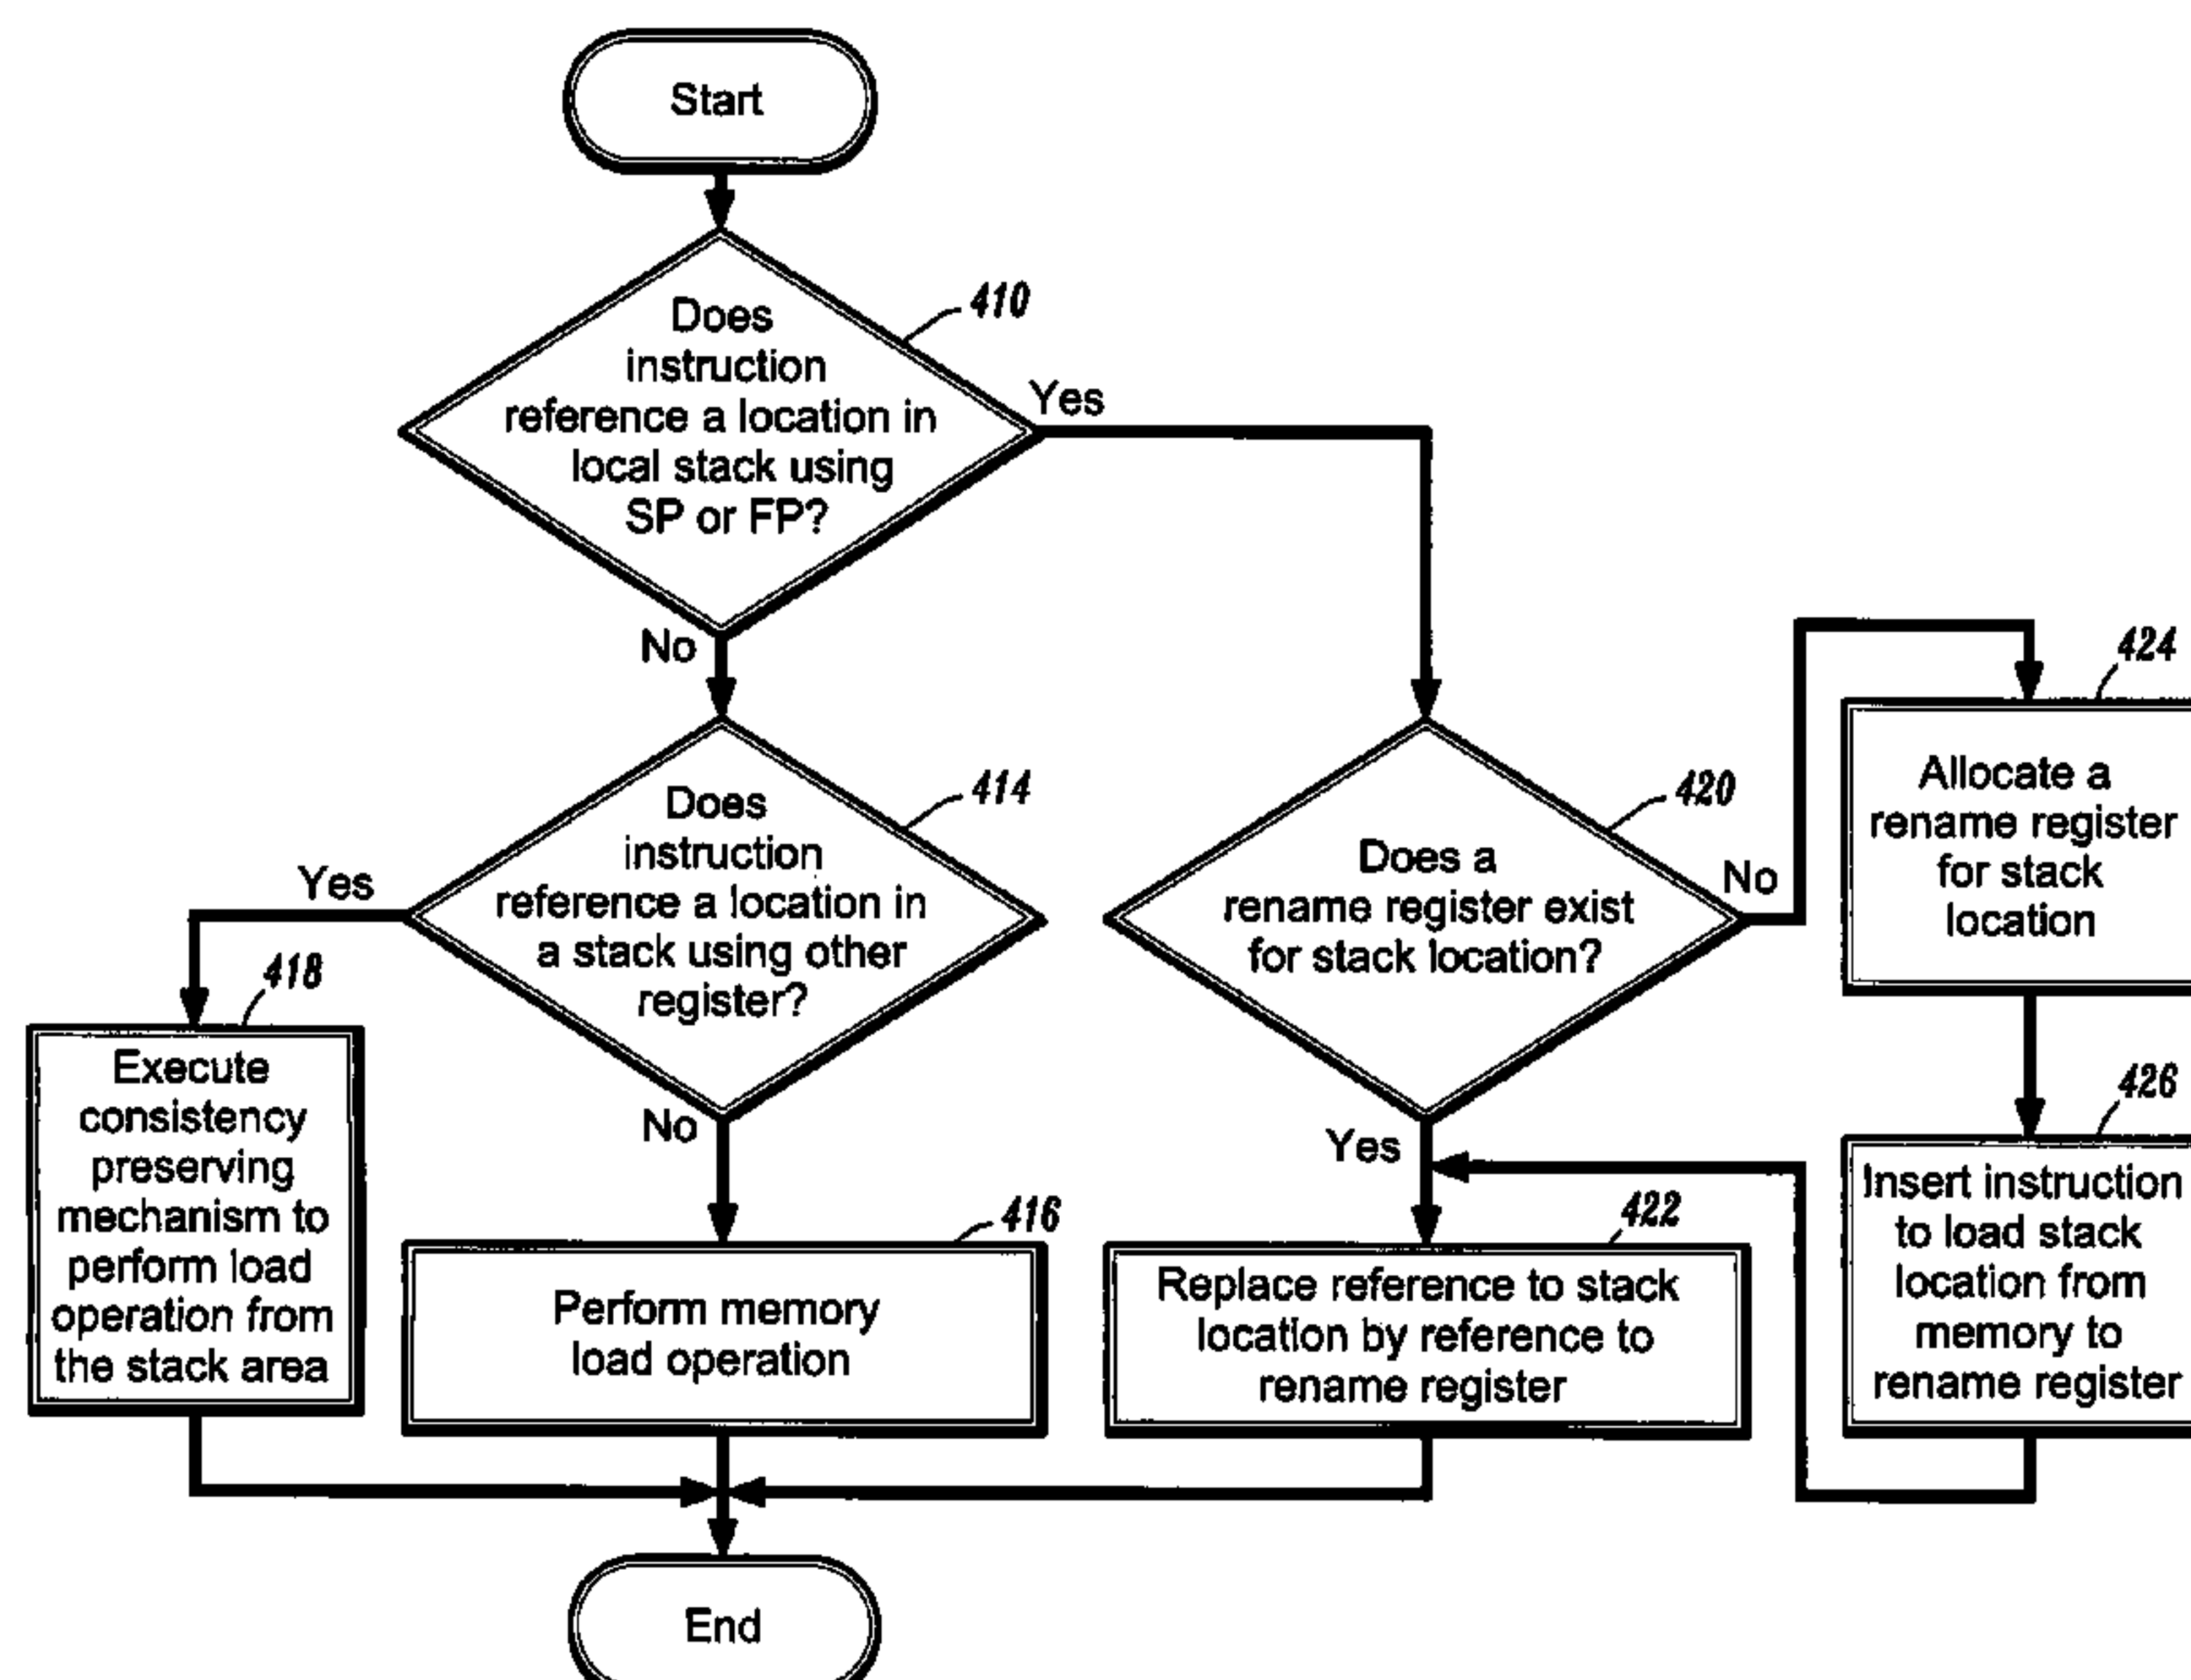 Start
410
Does
instruction
reference a location in
local stack using
SP or FP?
Yes
No
414
Does
instruction
reference a location in
a stack using other
register?
Yes
No
418
Execute
consistency
preserving
mechanism to
perform load
operation from
the stack area
416
Perform memory
load operation
420
Does a
rename register exist
for stack location?
No
Yes
424
Allocate a
rename register
for stack
location
426
Insert instruction
to load stack
location from
memory to
rename register
422
Replace reference to stack
location by reference to
rename register
End